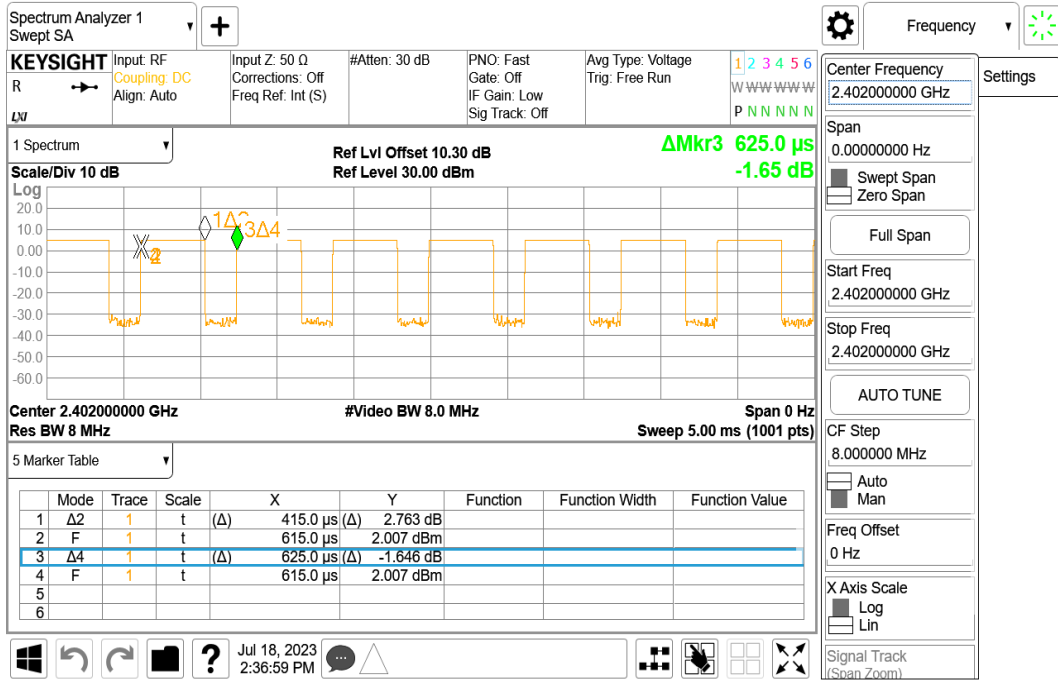 Spectrum Analyzer 1
Swept SA
Frequency
KEYSIGHT
R
LXI
Input: RF
Coupling: DC
Align: Auto
Input Z: 50 Ω
Corrections: Off
Freq Ref: Int (S)
#Atten: 30 dB
PNO: Fast
Gate: Off
IF Gain: Low
Sig Track: Off
Avg Type: Voltage
Trig: Free Run
1 2 3 4 5 6
W W W W W W
P N N N N N
1 Spectrum
Scale/Div 10 dB
Ref Lvl Offset 10.30 dB
Ref Level 30.00 dBm
ΔMkr3 625.0 µs
-1.65 dB
Log
20.0
10.0
0.00
-10.0
-20.0
-30.0
-40.0
-50.0
-60.0
3Δ4
Center 2.402000000 GHz
#Video BW 8.0 MHz
Span 0 Hz
Res BW 8 MHz
Sweep 5.00 ms (1001 pts)
5 Marker Table
Mode Trace Scale X Y Function Function Width Function Value
1 Δ2 1 t (Δ) 415.0 µs (Δ) 2.763 dB
2 F 1 t 615.0 µs 2.007 dBm
3 Δ4 1 t (Δ) 625.0 µs (Δ) -1.646 dB
4 F 1 t 615.0 µs 2.007 dBm
5
6
Jul 18, 2023
2:36:59 PM
Settings
Center Frequency
2.402000000 GHz
Span
0.00000000 Hz
Swept Span
Zero Span
Full Span
Start Freq
2.402000000 GHz
Stop Freq
2.402000000 GHz
AUTO TUNE
CF Step
8.000000 MHz
Auto
Man
Freq Offset
0 Hz
X Axis Scale
Log
Lin
Signal Track
(Span Zoom)